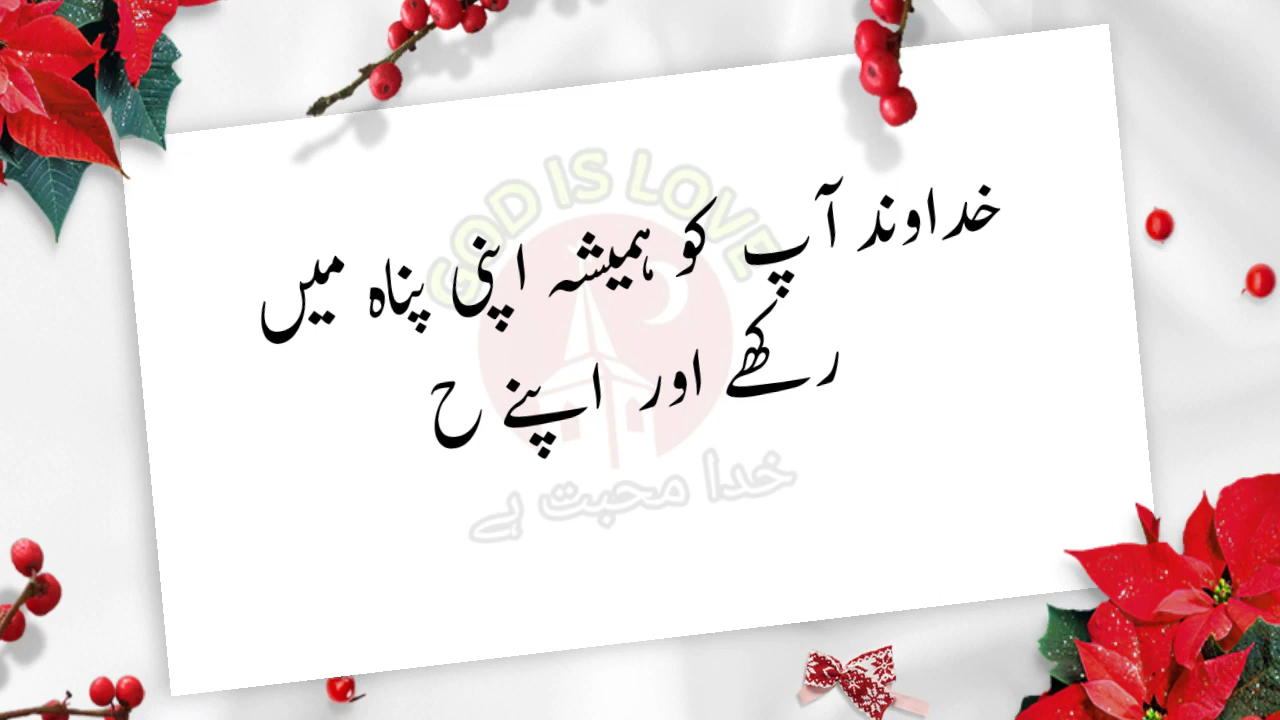 GOD IS LOVE
خداوند آپ کو ہمیشہ اپنی پناہ میں
رکھے اور اپنے ح
خدا محبت ہے